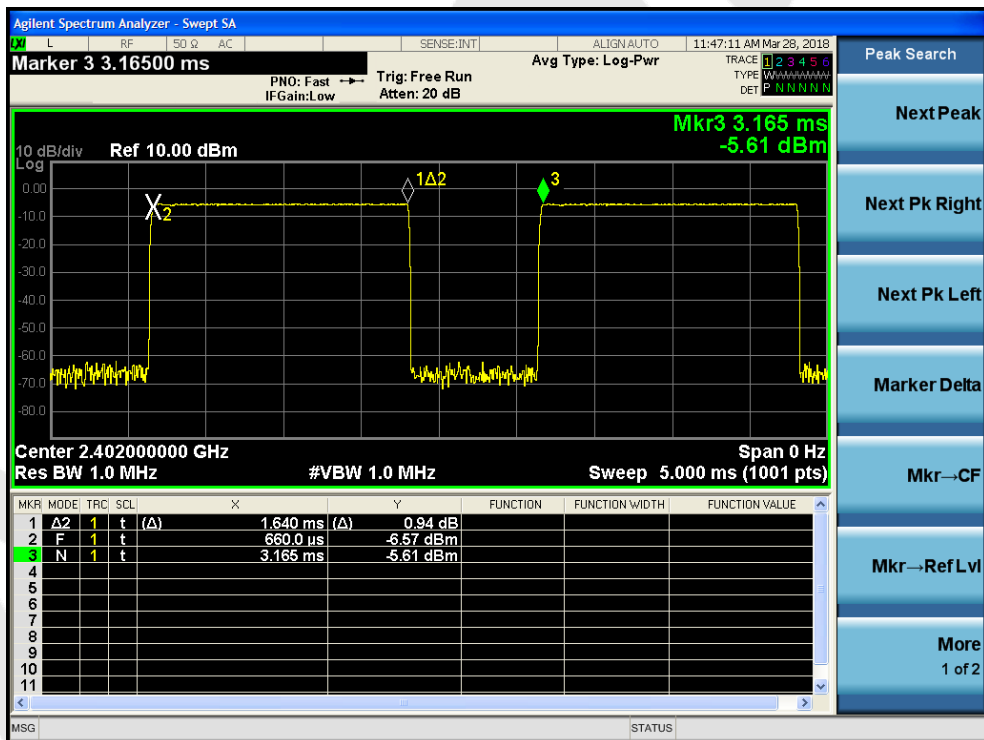 Agilent Spectrum Analyzer - Swept SA
LXI L RF 50 Ω AC SENSE:INT ALIGN AUTO 11:47:11 AM Mar 28, 2018
Marker 3 3.16500 ms
PNO: Fast
IFGain:Low
Trig: Free Run
Atten: 20 dB
Avg Type: Log-Pwr
TRACE 1 2 3 4 5 6
TYPE W
DET P N N N N N
Mkr3 3.165 ms
-5.61 dBm
10 dB/div Ref 10.00 dBm
Log
0.00
-10.0
-20.0
-30.0
-40.0
-50.0
-60.0
-70.0
-80.0
2
1Δ2
3
Center 2.402000000 GHz Span 0 Hz
Res BW 1.0 MHz #VBW 1.0 MHz Sweep 5.000 ms (1001 pts)
MKR MODE TRC SCL X Y FUNCTION FUNCTION WIDTH FUNCTION VALUE
1 Δ2 1 t (Δ) 1.640 ms (Δ) 0.94 dB
2 F 1 t 660.0 µs -6.57 dBm
3 N 1 t 3.165 ms -5.61 dBm
4
5
6
7
8
9
10
11
MSG STATUS
Peak Search
Next Peak
Next Pk Right
Next Pk Left
Marker Delta
Mkr→CF
Mkr→Ref Lvl
More
1 of 2